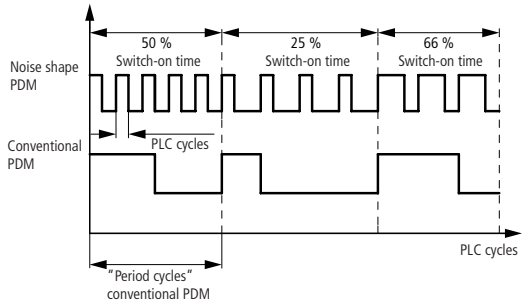 50 %
Switch-on time
25 %
Switch-on time
66 %
Switch-on time
Noise shape
PDM
PLC cycles
Conventional
PDM
PLC cycles
"Period cycles"
conventional PDM